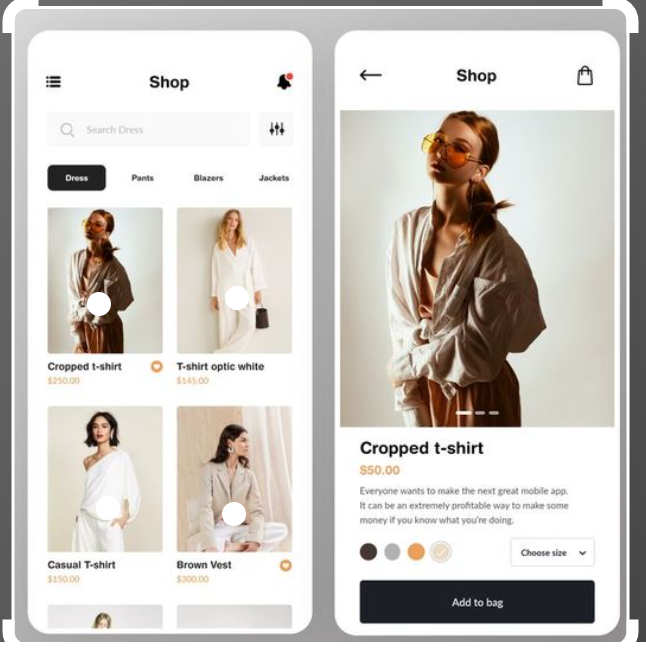 Shop
Search Dress
Dress Pants Blazers Jackets
Cropped t-shirt T-shirt optic white
$250.00 $145.00
Casual T-shirt Brown Vest
$150.00 $300.00
Shop
Cropped t-shirt
$50.00
Everyone wants to make the next great mobile app.
It can be an extremely profitable way to make some
money if you know what you're doing.
Choose size
Add to bag